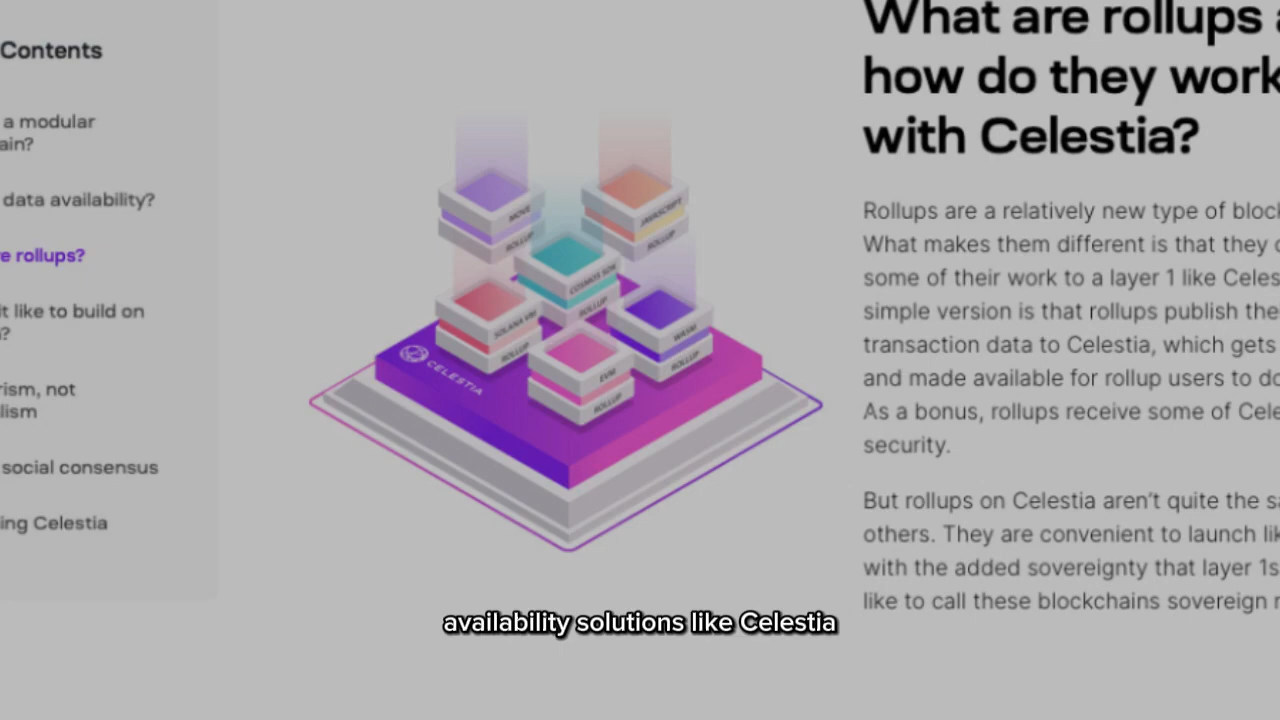 Contents
a modular
ain?
data availability?
e rollups?
it like to build on
?
rism, not
lism
social consensus
ing Celestia
MOVE
ROLLUP
JAVASCRIPT
ROLLUP
COSMOS SDK
ROLLUP
SOLANA VM
ROLLUP
WASM
ROLLUP
EVM
ROLLUP
CELESTIA
What are rollups a
how do they work
with Celestia?
Rollups are a relatively new type of block
What makes them different is that they o
some of their work to a layer 1 like Celes
simple version is that rollups publish the
transaction data to Celestia, which gets
and made available for rollup users to do
As a bonus, rollups receive some of Cele
security.
But rollups on Celestia aren't quite the sa
others. They are convenient to launch lik
with the added sovereignty that layer 1s
like to call these blockchains sovereign r
availability solutions like Celestia